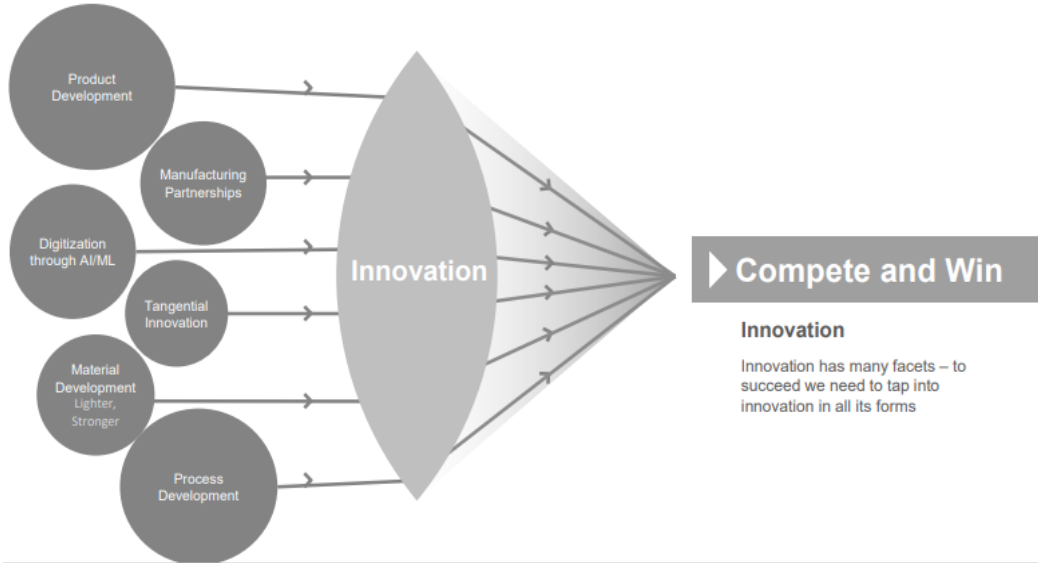 Product
Development
Manufacturing
Partnerships
Digitization
through AI/ML
Tangential
Innovation
Material
Development
Lighter,
Stronger
Process
Development
Innovation
Compete and Win
Innovation
Innovation has many facets – to
succeed we need to tap into
innovation in all its forms